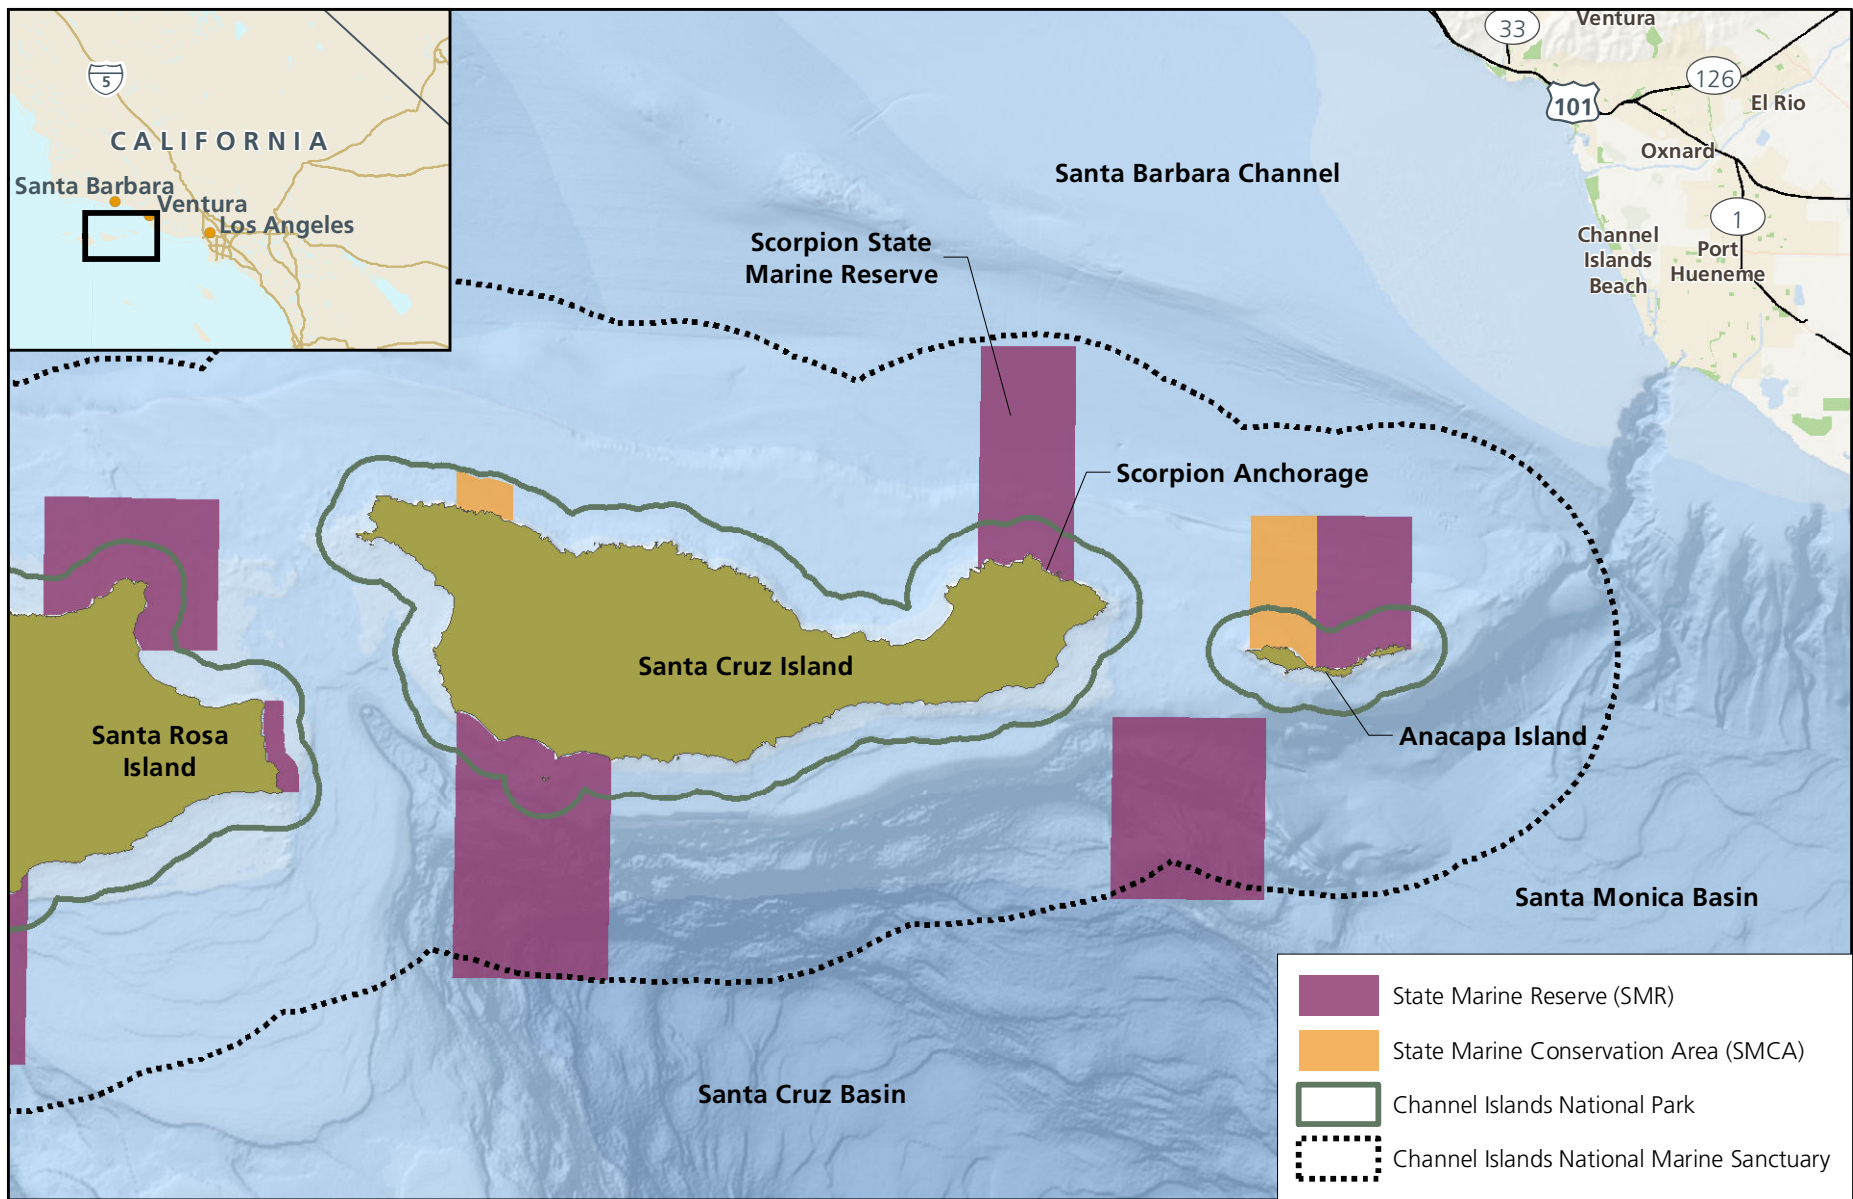 5
CALIFORNIA
Santa Barbara
Ventura
Los Angeles
33
Ventura
126
101
El Rio
Oxnard
1
Channel
Islands
Beach
Port
Hueneme
Santa Barbara Channel
Scorpion State
Marine Reserve
Scorpion Anchorage
Santa Cruz Island
Santa Rosa
Island
Anacapa Island
Santa Monica Basin
Santa Cruz Basin
State Marine Reserve (SMR)
State Marine Conservation Area (SMCA)
Channel Islands National Park
Channel Islands National Marine Sanctuary